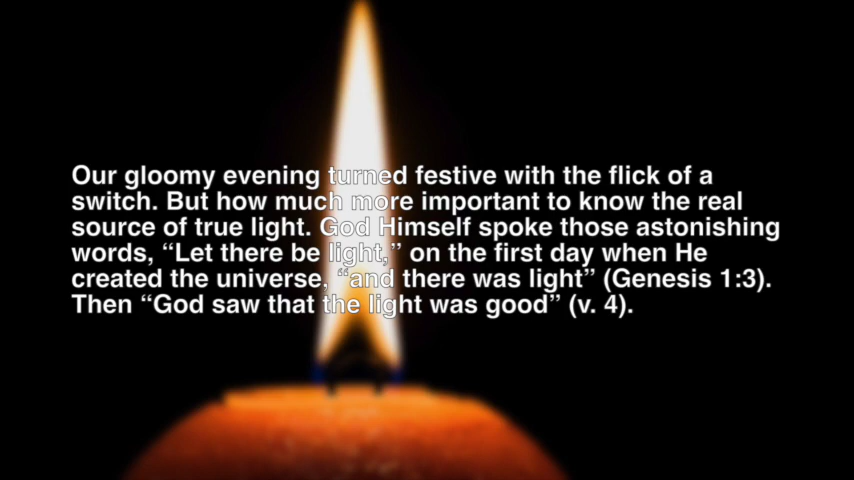 Our gloomy evening turned festive with the flick of a
switch. But how much more important to know the real
source of true light. God Himself spoke those astonishing
words, “Let there be light,” on the first day when He
created the universe, “and there was light” (Genesis 1:3).
Then “God saw that the light was good” (v. 4).